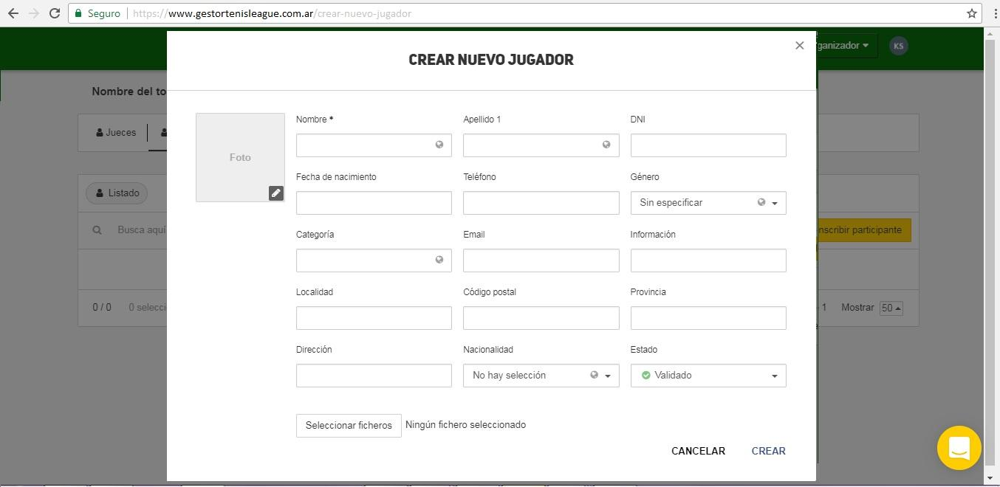 Seguro https://www.gestortenisleague.com.ar/crear-nuevo-jugador
ganizador
KS
CREAR NUEVO JUGADOR
Nombre del to
Jueces
Listado
Busca aquí
nscribir participante
0 / 0 0 selecci
1 Mostrar 50
Foto
Nombre * Apellido 1 DNI
Fecha de nacimiento Teléfono Género
Sin especificar
Categoría Email Información
Localidad Código postal Provincia
Dirección Nacionalidad Estado
No hay selección Validado
Seleccionar ficheros Ningún fichero seleccionado
CANCELAR CREAR